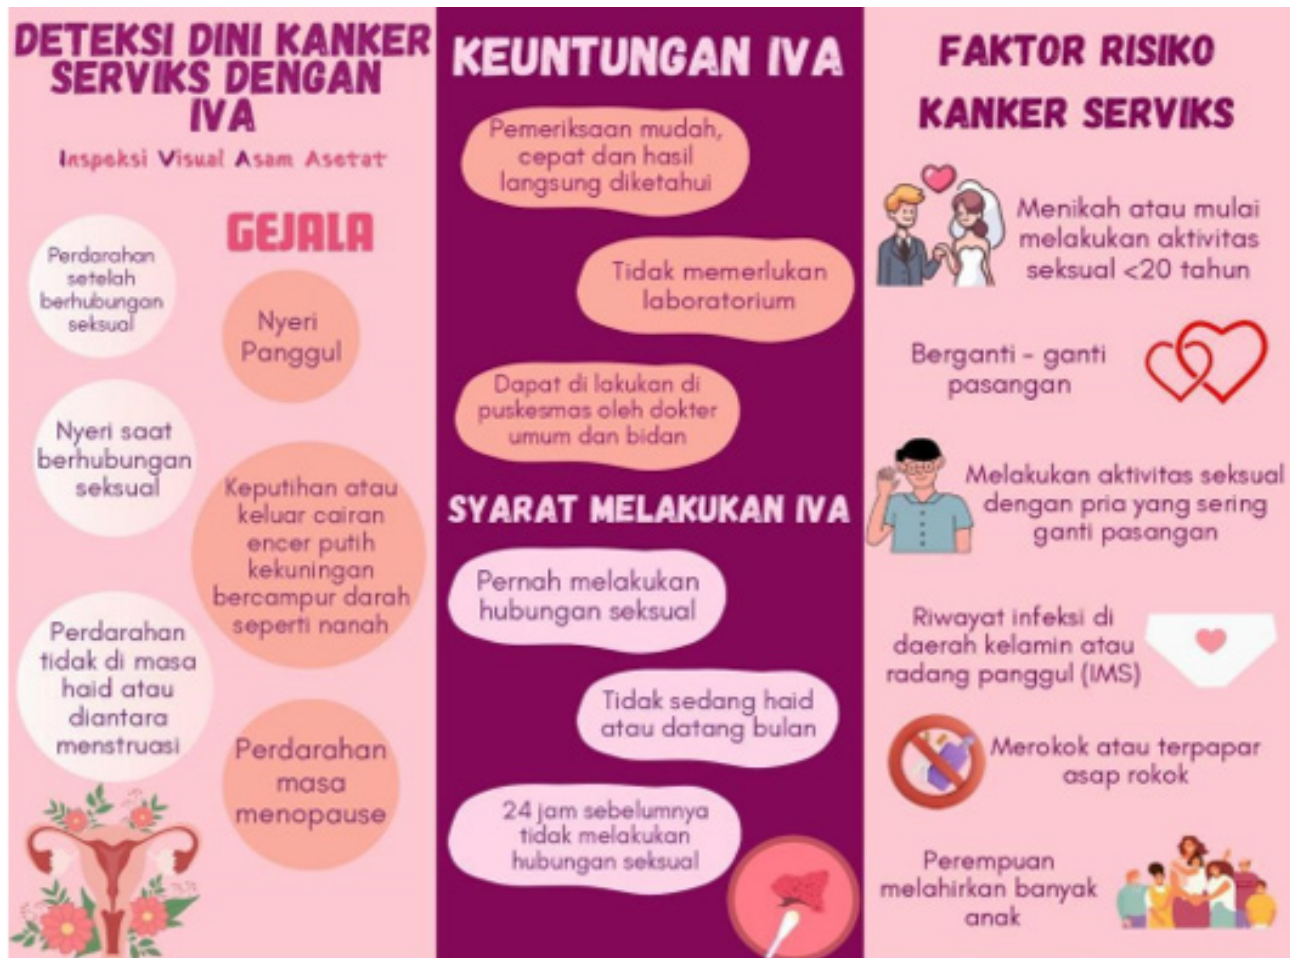 DETEKSI DINI KANKER
SERVIKS DENGAN
IVA
Inspeksi Visual Asam Asetat
GEJALA
Perdarahan
setelah
berhubungan
seksual
Nyeri
Panggul
Nyeri saat
berhubungan
seksual
Keputihan atau
keluar cairan
encer putih
kekuningan
bercampur darah
seperti nanah
Perdarahan
tidak di masa
haid atau
diantara
menstruasi
Perdarahan
masa
menopause
KEUNTUNGAN IVA
Pemeriksaan mudah,
cepat dan hasil
langsung diketahui
Tidak memerlukan
laboratorium
Dapat di lakukan di
puskesmas oleh dokter
umum dan bidan
SYARAT MELAKUKAN IVA
Pernah melakukan
hubungan seksual
Tidak sedang haid
atau datang bulan
24 jam sebelumnya
tidak melakukan
hubungan seksual
FAKTOR RISIKO
KANKER SERVIKS
Menikah atau mulai
melakukan aktivitas
seksual <20 tahun
Berganti - ganti
pasangan
Melakukan aktivitas seksual
dengan pria yang sering
ganti pasangan
Riwayat infeksi di
daerah kelamin atau
radang panggul (IMS)
Merokok atau terpapar
asap rokok
Perempuan
melahirkan banyak
anak